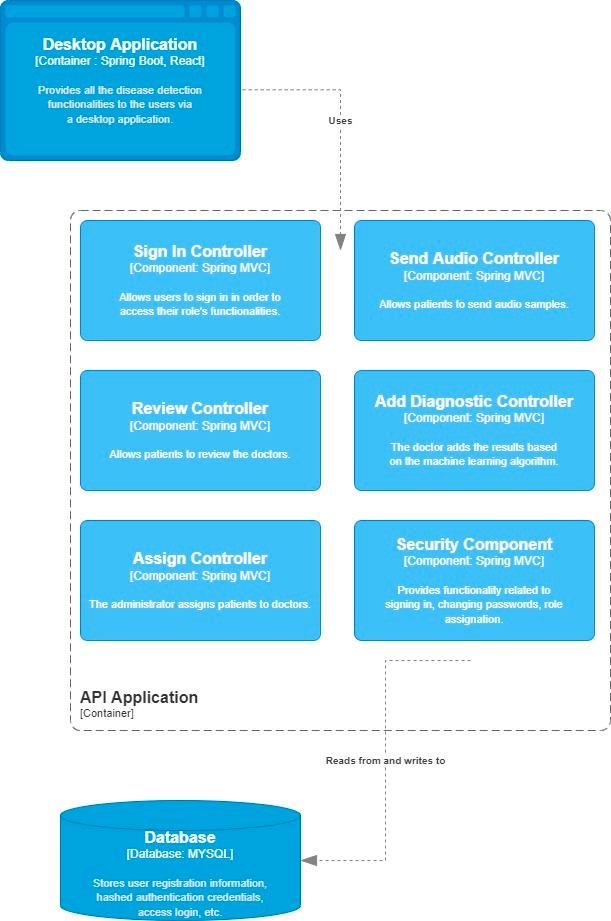 Desktop Application
[Container : Spring Boot, React]
Provides all the disease detection
functionalities to the users via
a desktop application.
Uses
Sign In Controller
[Component: Spring MVC]
Allows users to sign in in order to
access their role's functionalities.
Send Audio Controller
[Component: Spring MVC]
Allows patients to send audio samples.
Review Controller
[Component: Spring MVC]
Allows patients to review the doctors.
Add Diagnostic Controller
[Component: Spring MVC]
The doctor adds the results based
on the machine learning algorithm.
Assign Controller
[Component: Spring MVC]
The administrator assigns patients to doctors.
Security Component
[Component: Spring MVC]
Provides functionality related to
signing in, changing passwords, role
assignation.
API Application
[Container]
Reads from and writes to
Database
[Database: MYSQL]
Stores user registration information,
hashed authentication credentials,
access login, etc.